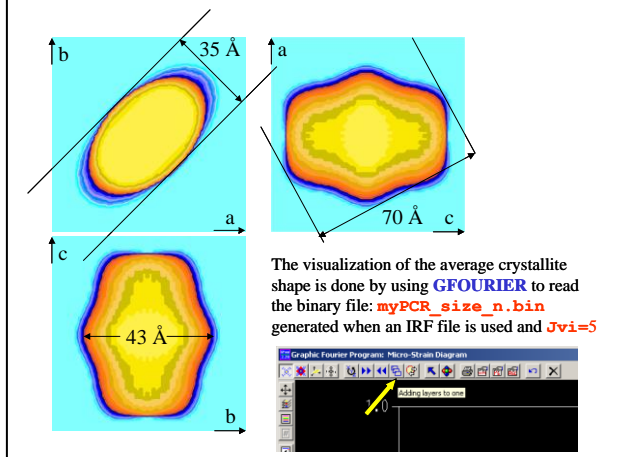 b
35 Å
a
a
70 Å
c
c
43 Å
b
The visualization of the average crystallite
shape is done by using GFOURIER to read
the binary file: myPCR_size_n.bin
generated when an IRF file is used and Jvi=5
Graphic Fourier Program: Micro-Strain Diagram
Adding layers to one
1.0